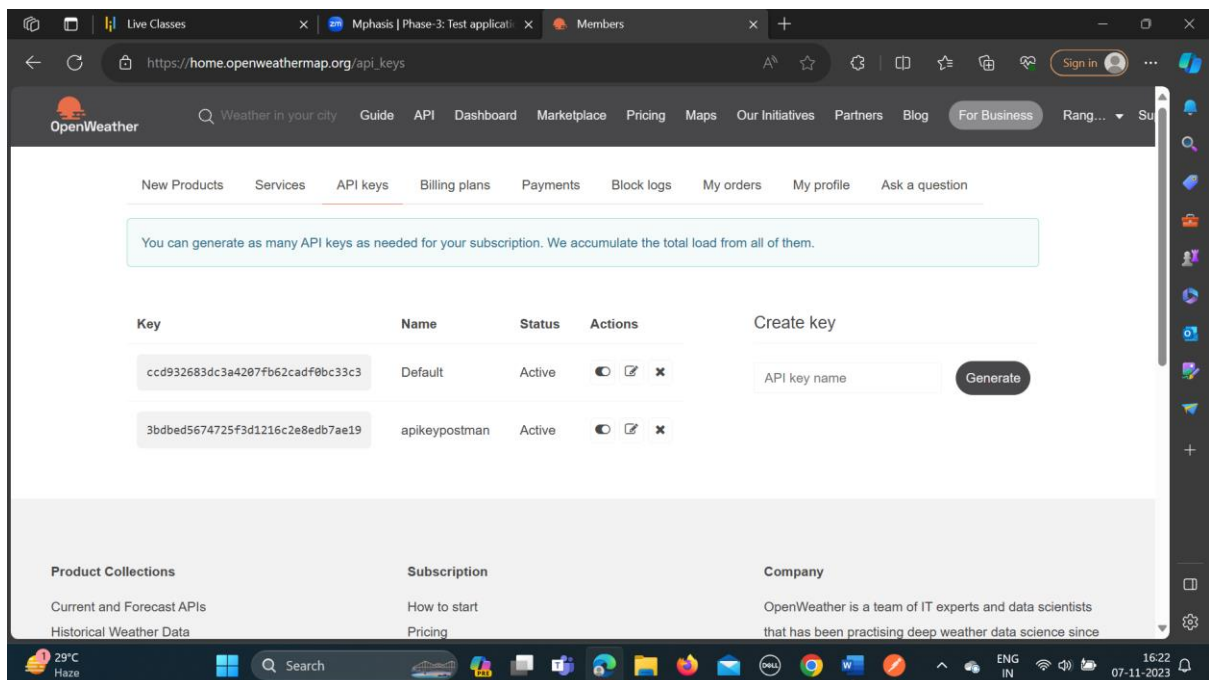 Live Classes
Mphasis | Phase-3: Test applicati
Members
https://home.openweathermap.org/api_keys
Sign in
OpenWeather
Weather in your city
Guide API Dashboard Marketplace Pricing Maps Our Initiatives Partners Blog For Business Rang... Su
New Products Services API keys Billing plans Payments Block logs My orders My profile Ask a question
You can generate as many API keys as needed for your subscription. We accumulate the total load from all of them.
Key Name Status Actions Create key
ccd932683dc3a4207fb62cadf0bc33c3 Default Active API key name Generate
3bdbed5674725f3d1216c2e8edb7ae19 apikeypostman Active
Product Collections Subscription Company
Current and Forecast APIs How to start OpenWeather is a team of IT experts and data scientists
Historical Weather Data Pricing that has been practising deep weather data science since
1 29°C
Haze
Search
PRE
DELL
ENG
IN
16:22
07-11-2023